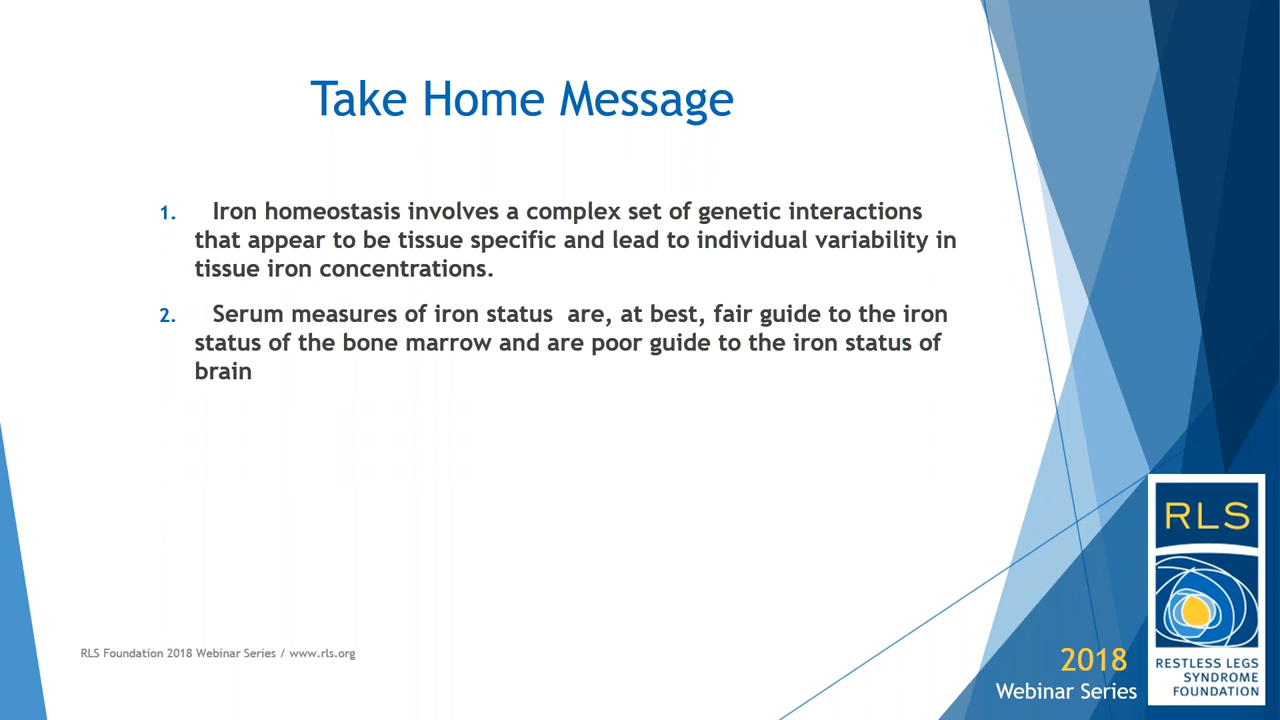 Take Home Message
1. Iron homeostasis involves a complex set of genetic interactions
that appear to be tissue specific and lead to individual variability in
tissue iron concentrations.
2. Serum measures of iron status  are, at best, fair guide to the iron
status of the bone marrow and are poor guide to the iron status of
brain
RLS Foundation 2018 Webinar Series / www.rls.org
2018
Webinar Series
RLS
RESTLESS LEGS
SYNDROME
FOUNDATION